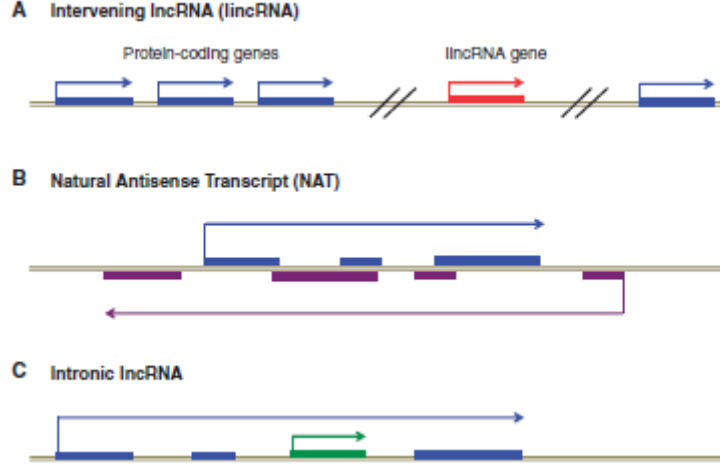 A Intervening lncRNA (lincRNA)
Protein-coding genes lincRNA gene
B Natural Antisense Transcript (NAT)
C Intronic lncRNA